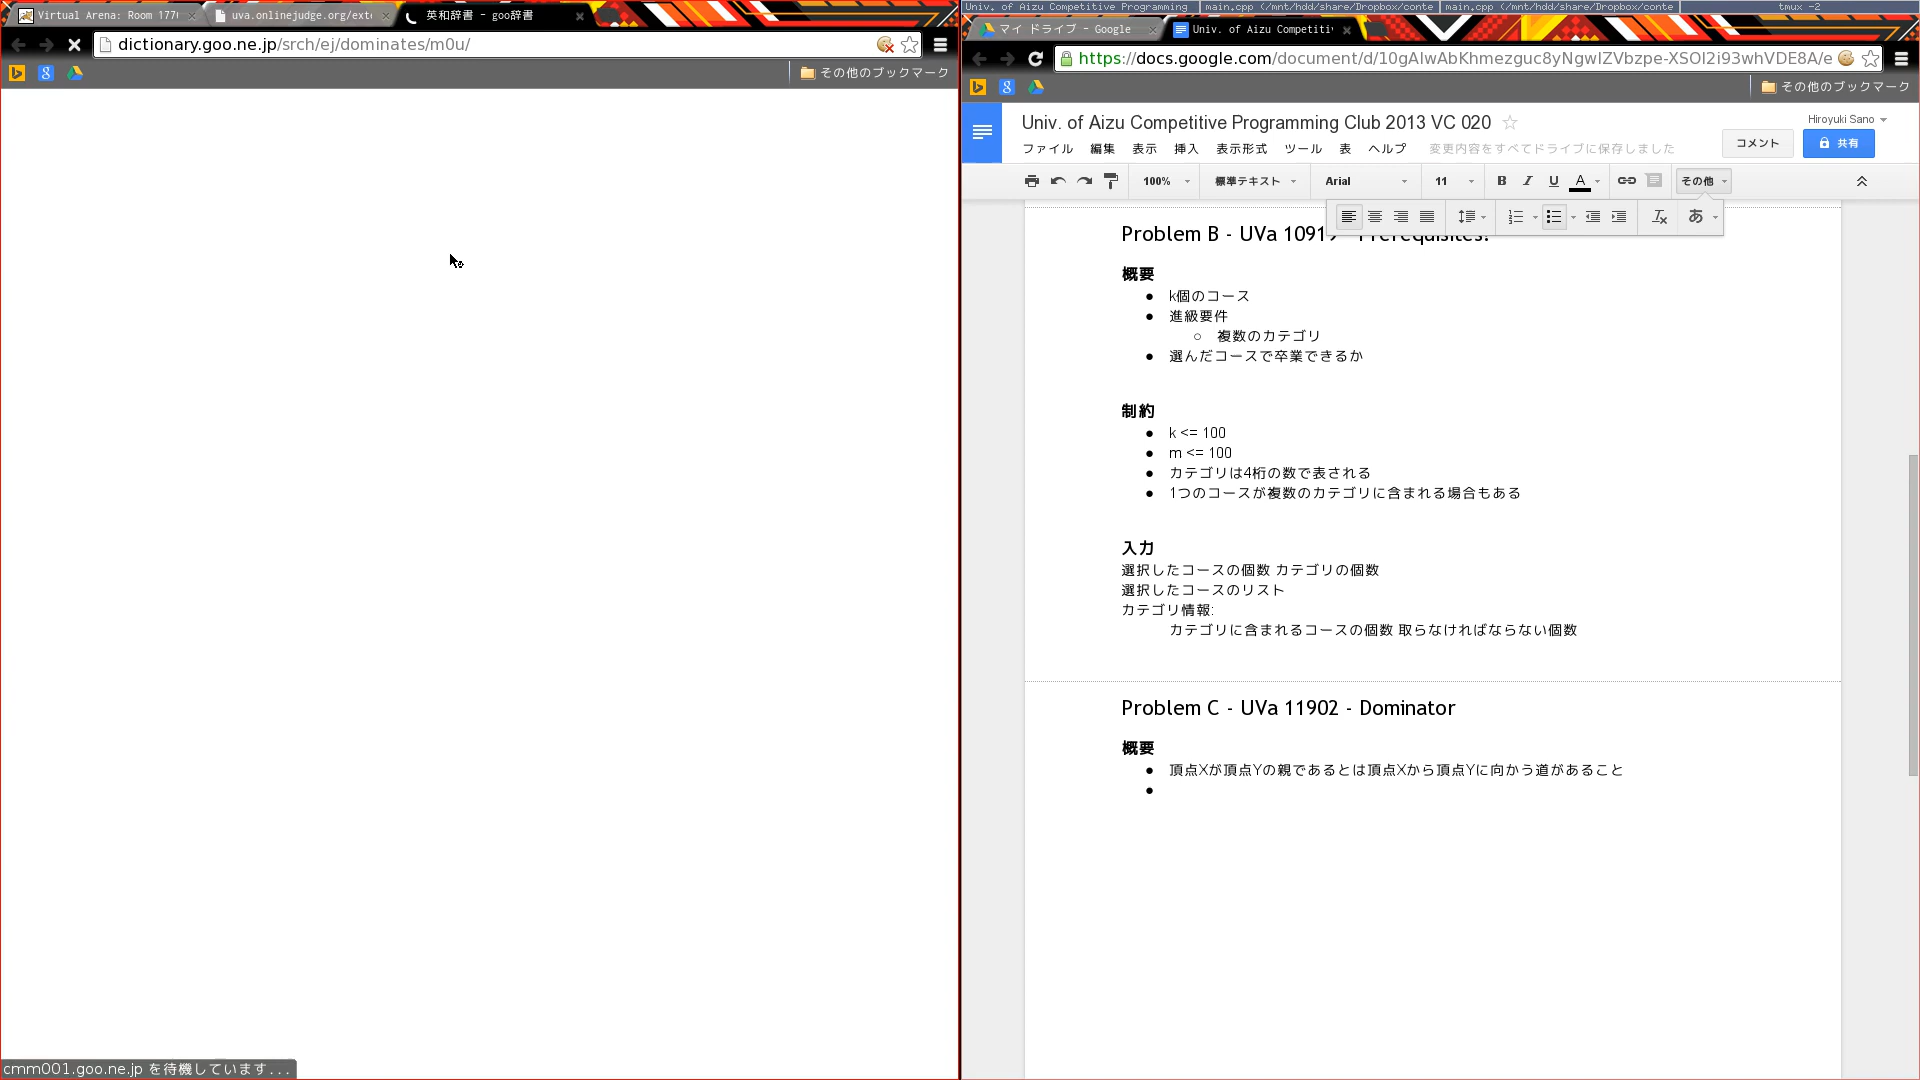 Virtual Arena: Room 177
uva.onlinejudge.org/exte
英和辞書 - goo辞書
dictionary.goo.ne.jp/srch/ej/dominates/m0u/
その他のブックマーク
cmm001.goo.ne.jp を待機しています...
Univ. of Aizu Competitive Programming
main.cpp (/mnt/hdd/share/Dropbox/conte
main.cpp (/mnt/hdd/share/Dropbox/conte
tmux -2
マイ ドライブ - Google
Univ. of Aizu Competitiv
https://docs.google.com/document/d/10gAlwAbKhmezguc8yNgwlZVbzpe-XSOl2i93whVDE8A/e
その他のブックマーク
Univ. of Aizu Competitive Programming Club 2013 VC 020
Hiroyuki Sano
ファイル 編集 表示 挿入 表示形式 ツール 表 ヘルプ 変更内容をすべてドライブに保存しました
コメント
共有
100% 標準テキスト Arial 11 B I U A その他
あ
Problem B - UVa 10919 - Prerequisites?
概要
● k個のコース
● 進級要件
○ 複数のカテゴリ
● 選んだコースで卒業できるか
制約
● k <= 100
● m <= 100
● カテゴリは4桁の数で表される
● 1つのコースが複数のカテゴリに含まれる場合もある
入力
選択したコースの個数 カテゴリの個数
選択したコースのリスト
カテゴリ情報:
カテゴリに含まれるコースの個数 取らなければならない個数
Problem C - UVa 11902 - Dominator
概要
● 頂点Xが頂点Yの親であるとは頂点Xから頂点Yに向かう道があること
●